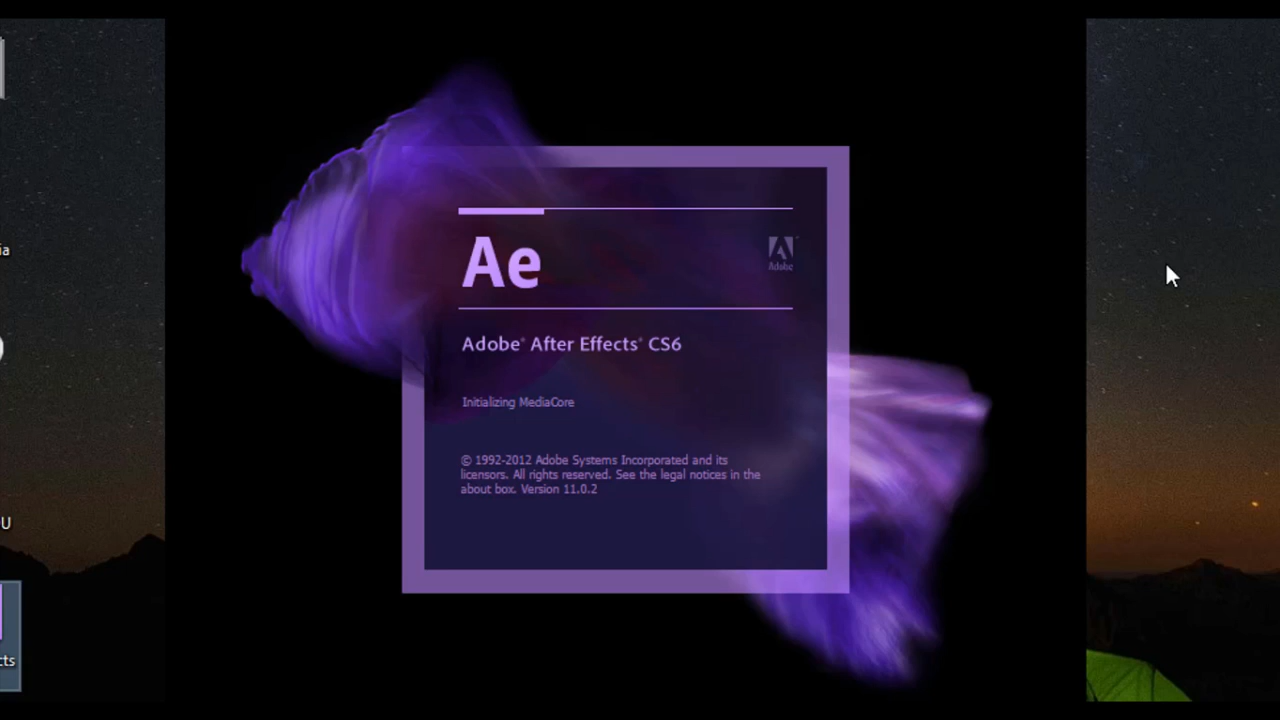 ia
U
cts
Ae
Adobe
Adobe® After Effects® CS6
Initializing MediaCore
© 1992-2012 Adobe Systems Incorporated and its
licensors. All rights reserved. See the legal notices in the
about box. Version 11.0.2